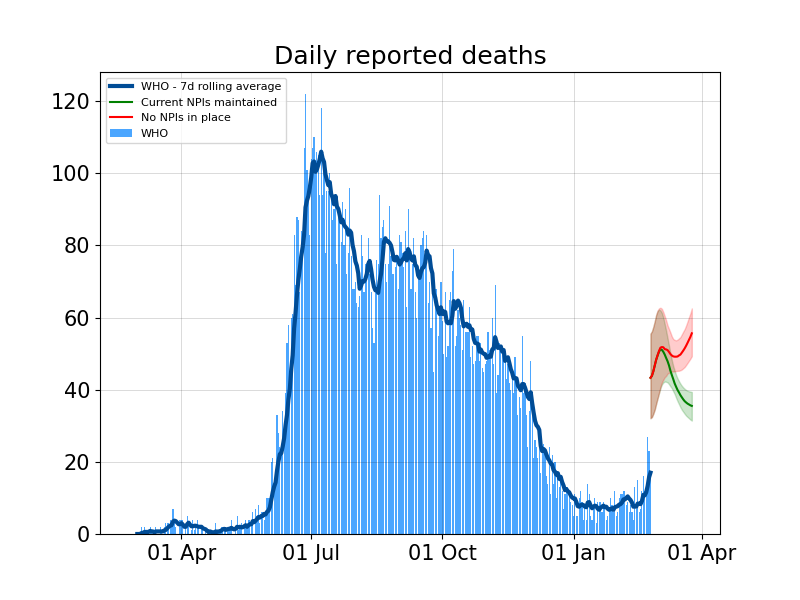 Daily reported deaths
WHO - 7d rolling average
Current NPIs maintained
No NPIs in place
WHO
120
100
80
60
40
20
0
01 Apr 01 Jul 01 Oct 01 Jan 01 Apr